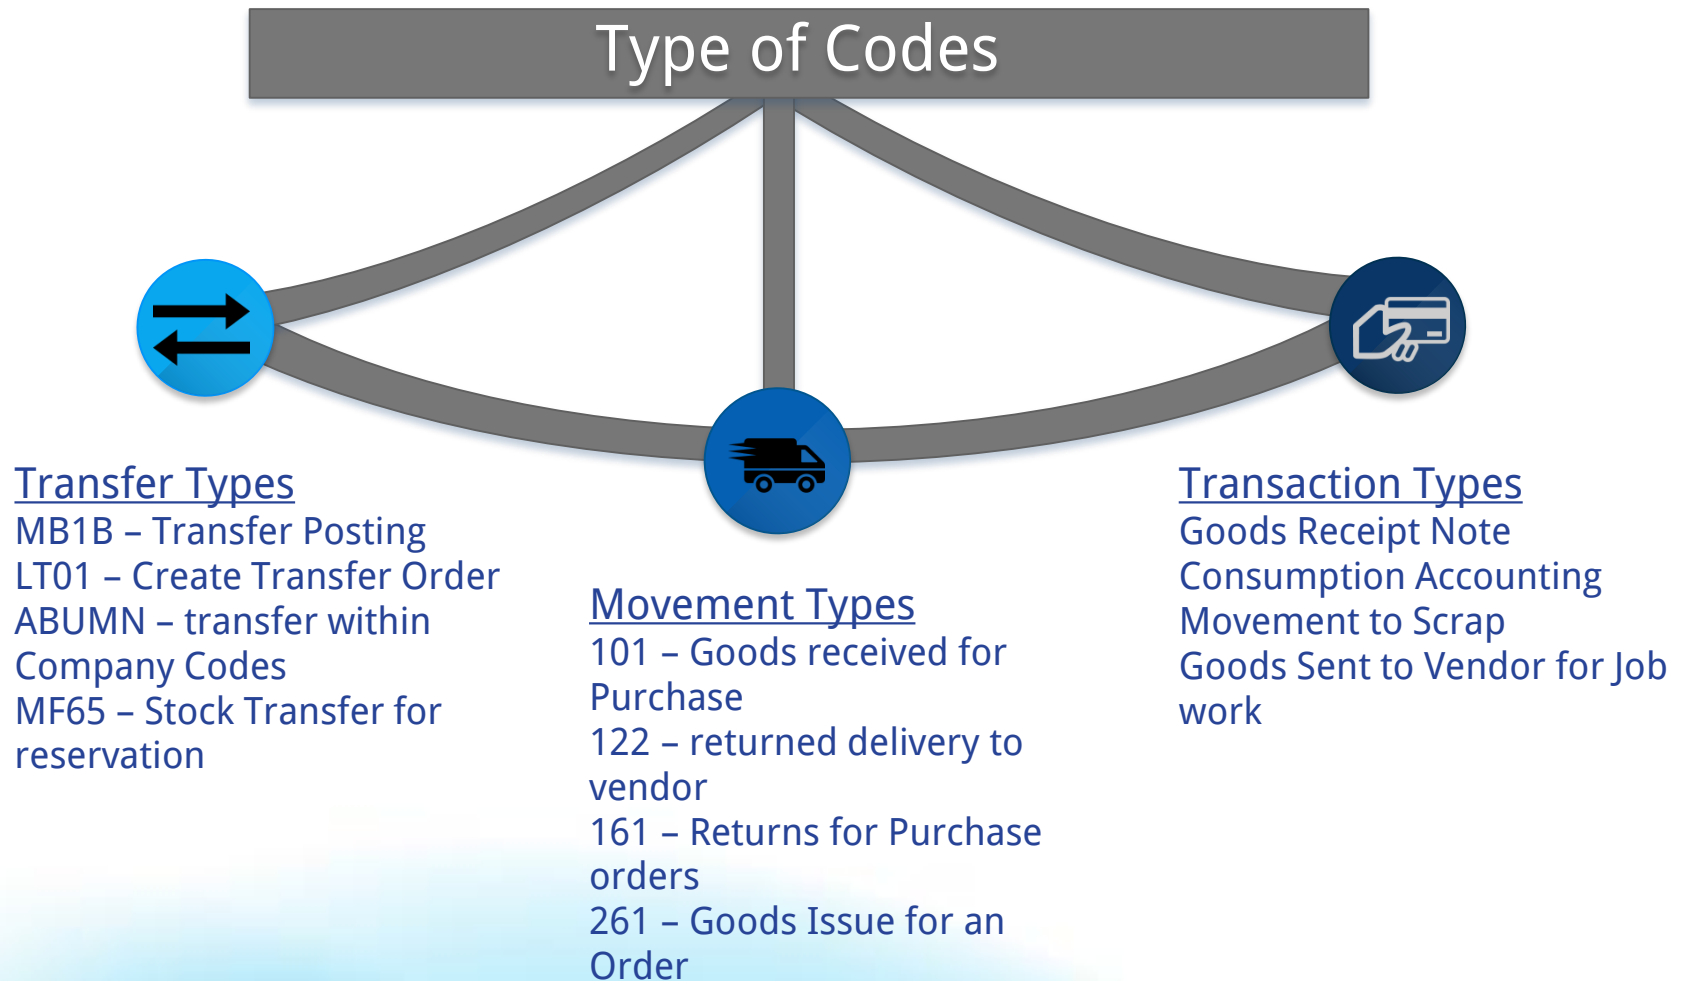 Type of Codes
Transfer Types
MB1B – Transfer Posting
LT01 – Create Transfer Order
ABUMN – transfer within
Company Codes
MF65 – Stock Transfer for
reservation
Movement Types
101 – Goods received for
Purchase
122 – returned delivery to
vendor
161 – Returns for Purchase
orders
261 – Goods Issue for an
Order
Transaction Types
Goods Receipt Note
Consumption Accounting
Movement to Scrap
Goods Sent to Vendor for Job
work